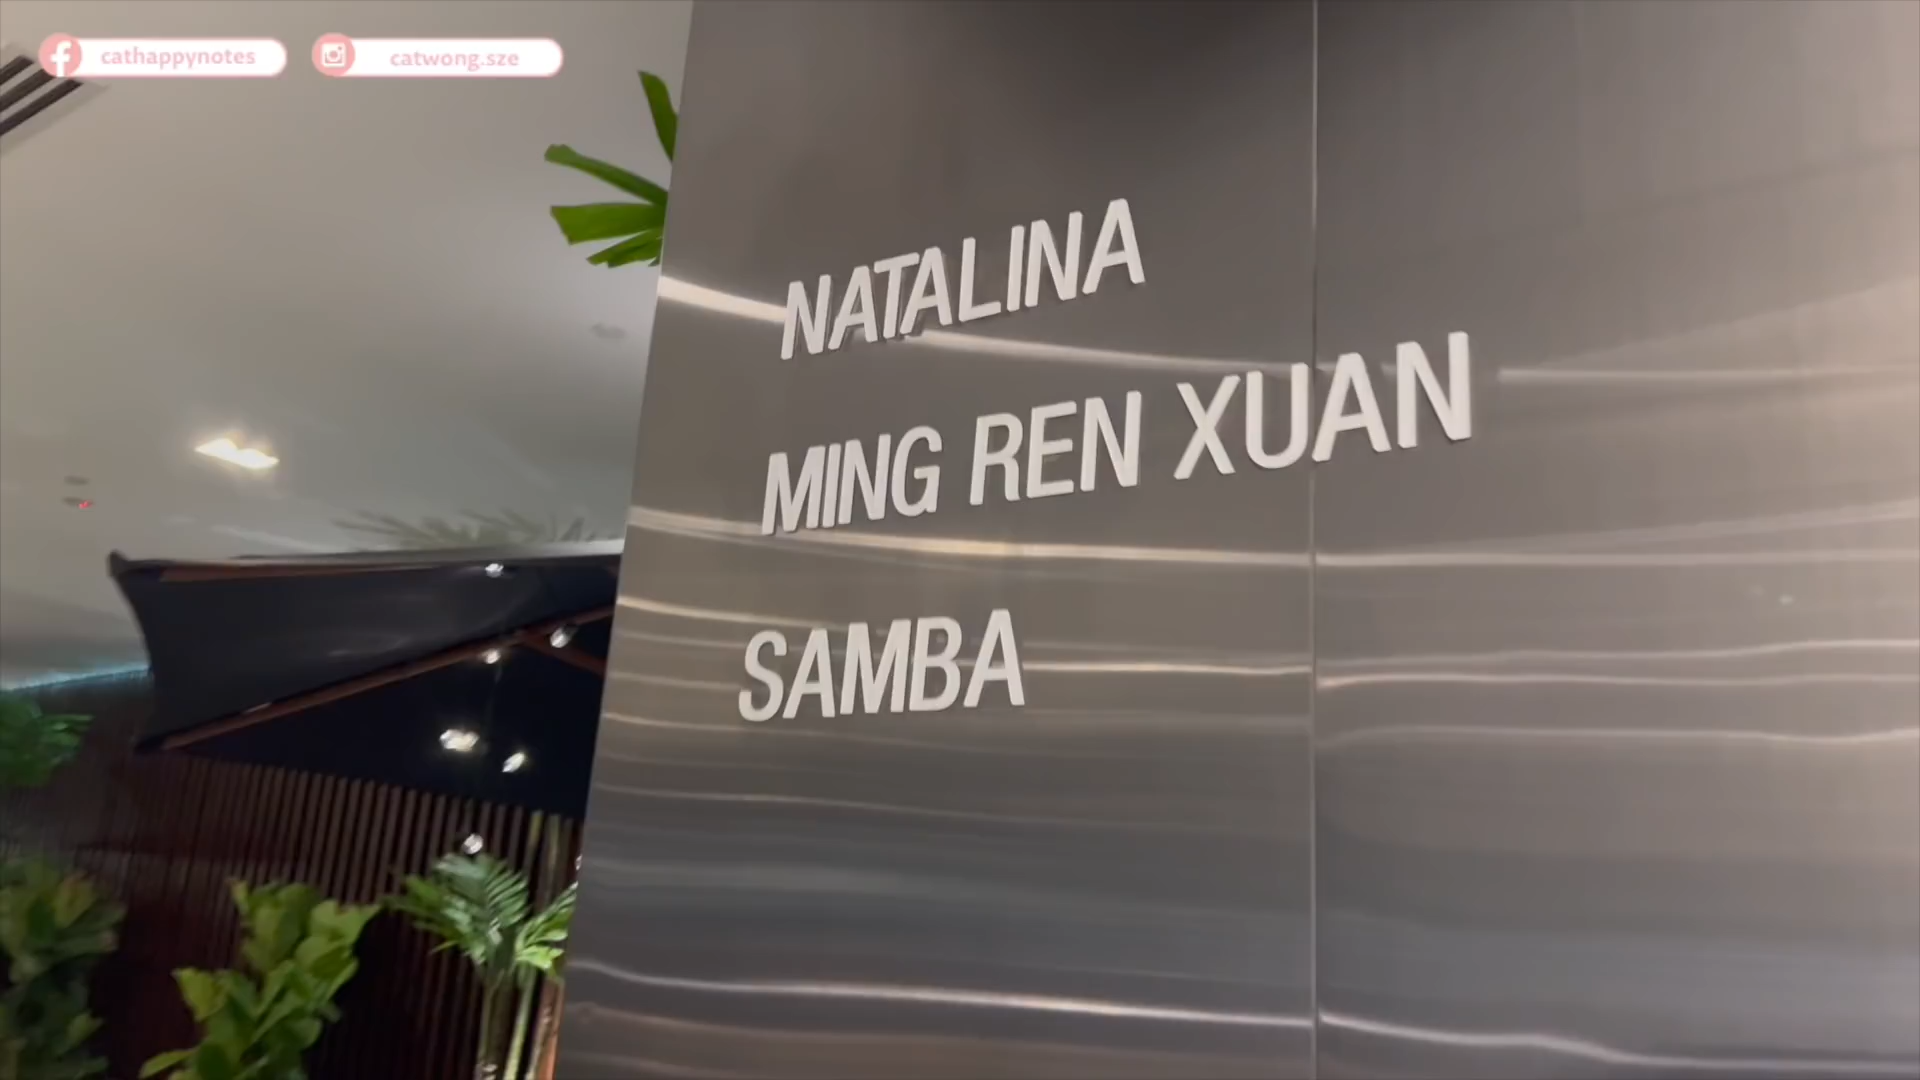 cathappynotes
catwong.sze
NATALINA
MING REN XUAN
SAMBA